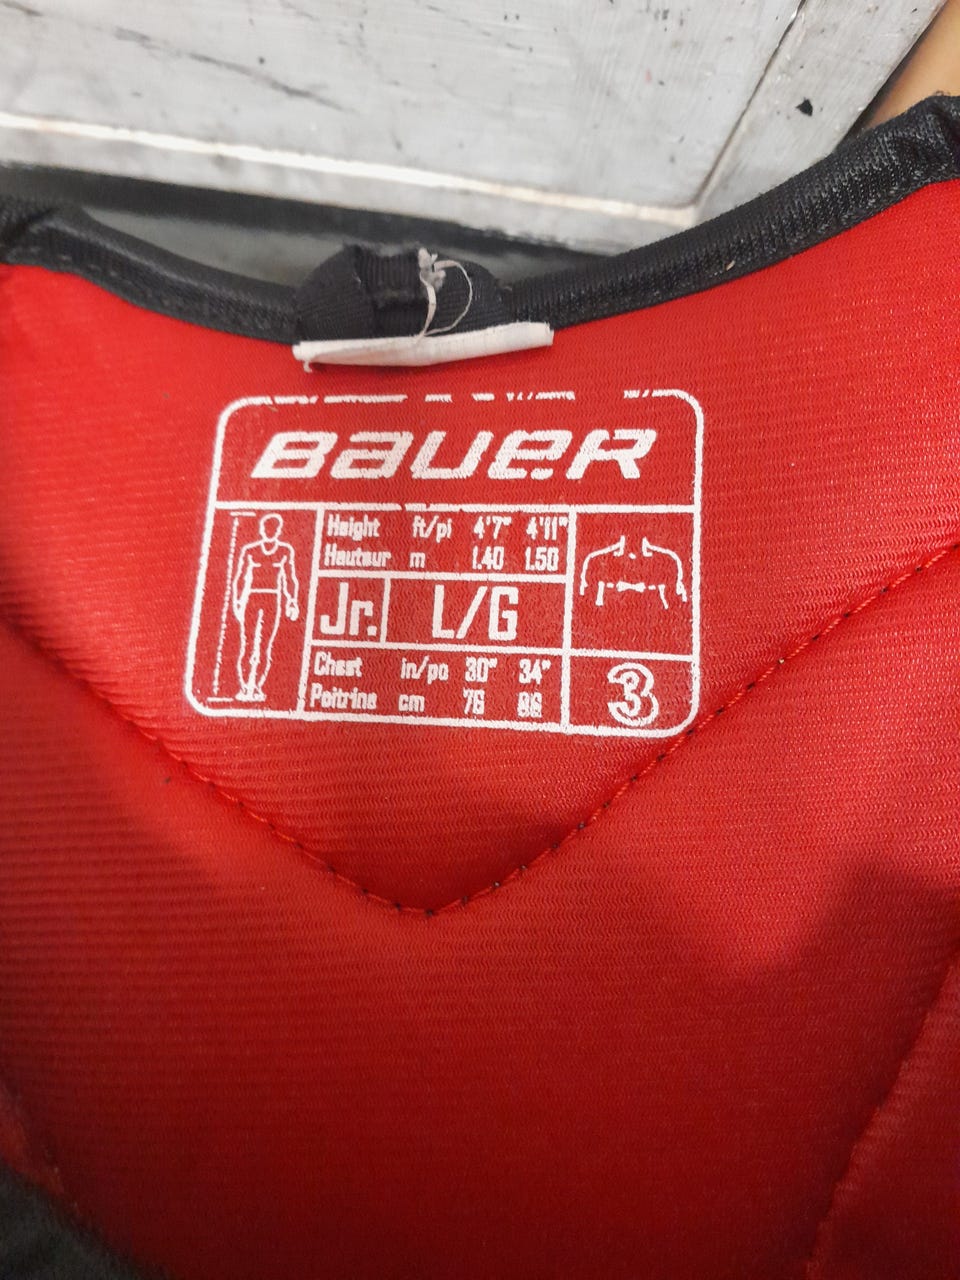 BAUER
Height ft/pi 4'7" 4'11"
Hauteur m 1.40 1.50
Jr. L/G
Chest in/po 30" 34"
Poitrine cm 76 86
3